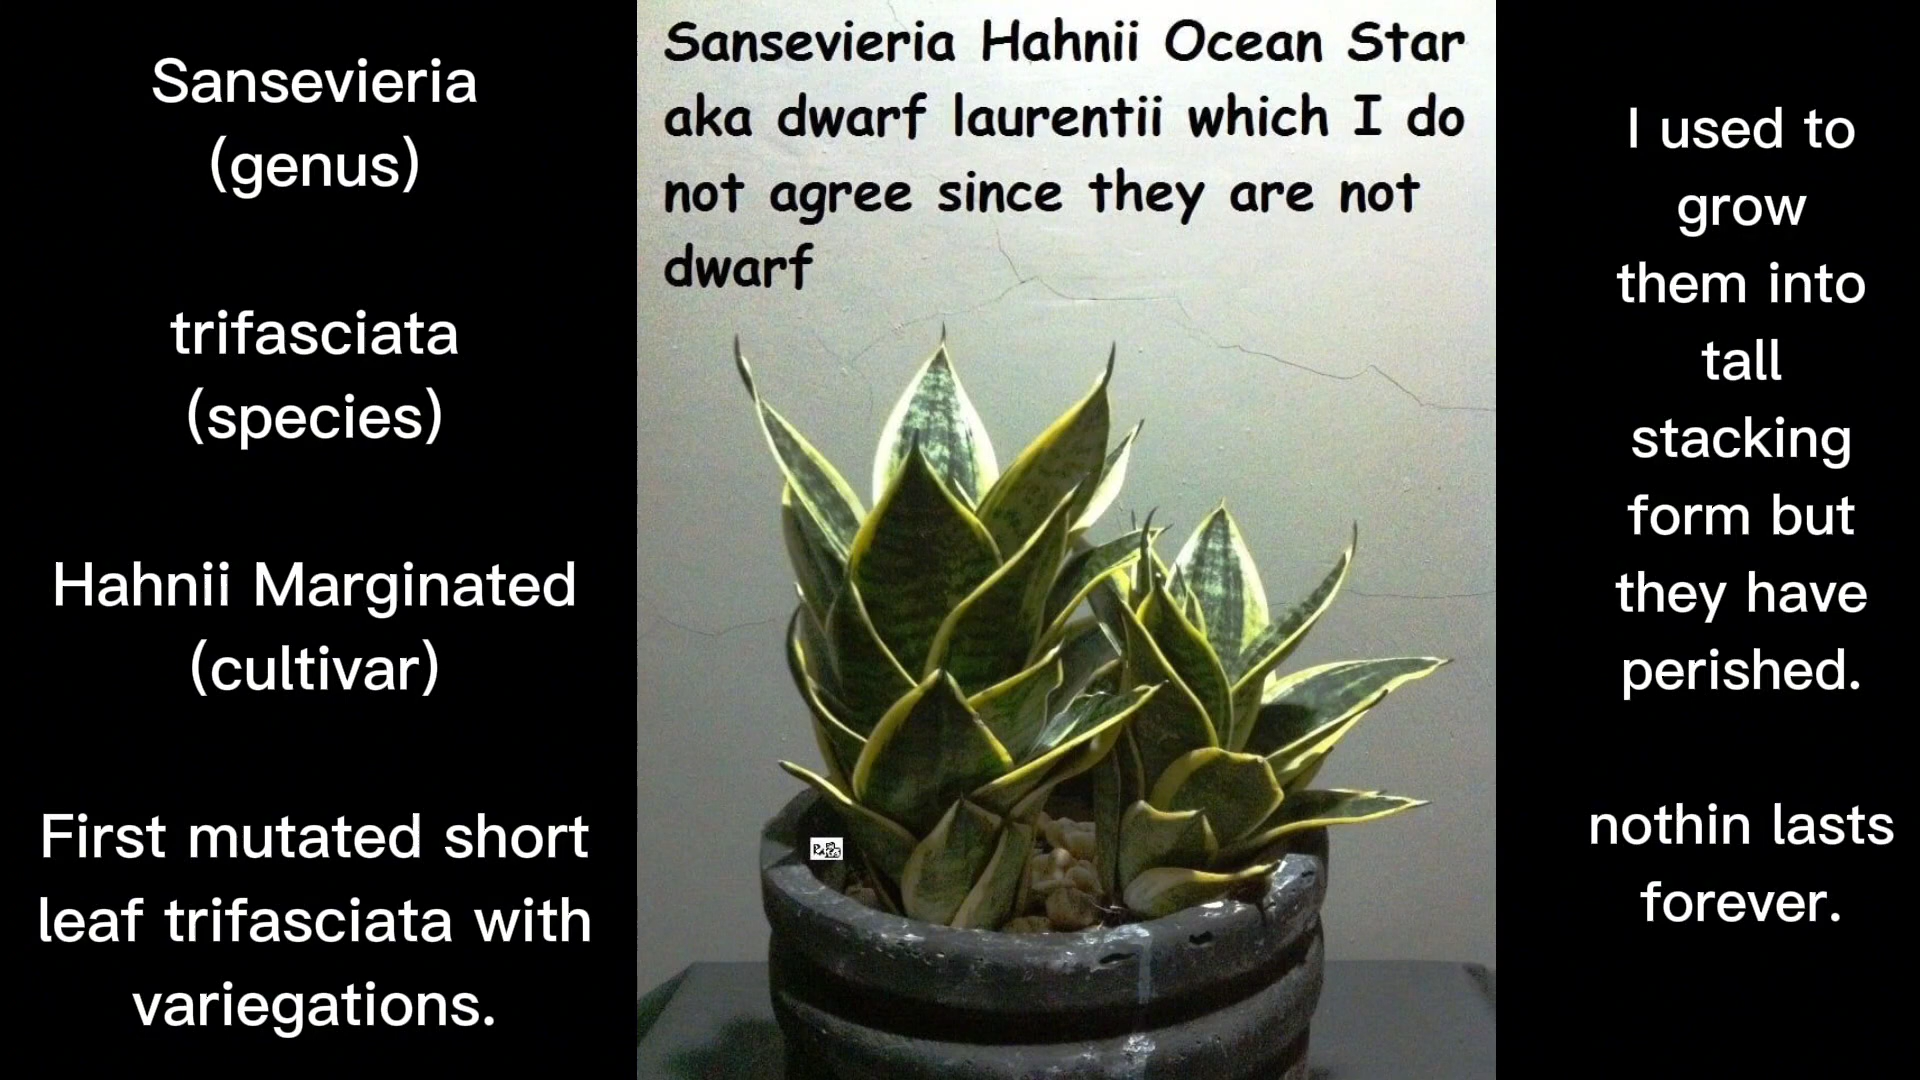 Sansevieria
(genus)
trifasciata
(species)
Hahnii Marginated
(cultivar)
First mutated short
leaf trifasciata with
variegations.
Sansevieria Hahnii Ocean Star
aka dwarf laurentii which I do
not agree since they are not
dwarf
I used to
grow
them into
tall
stacking
form but
they have
perished.
nothin lasts
forever.